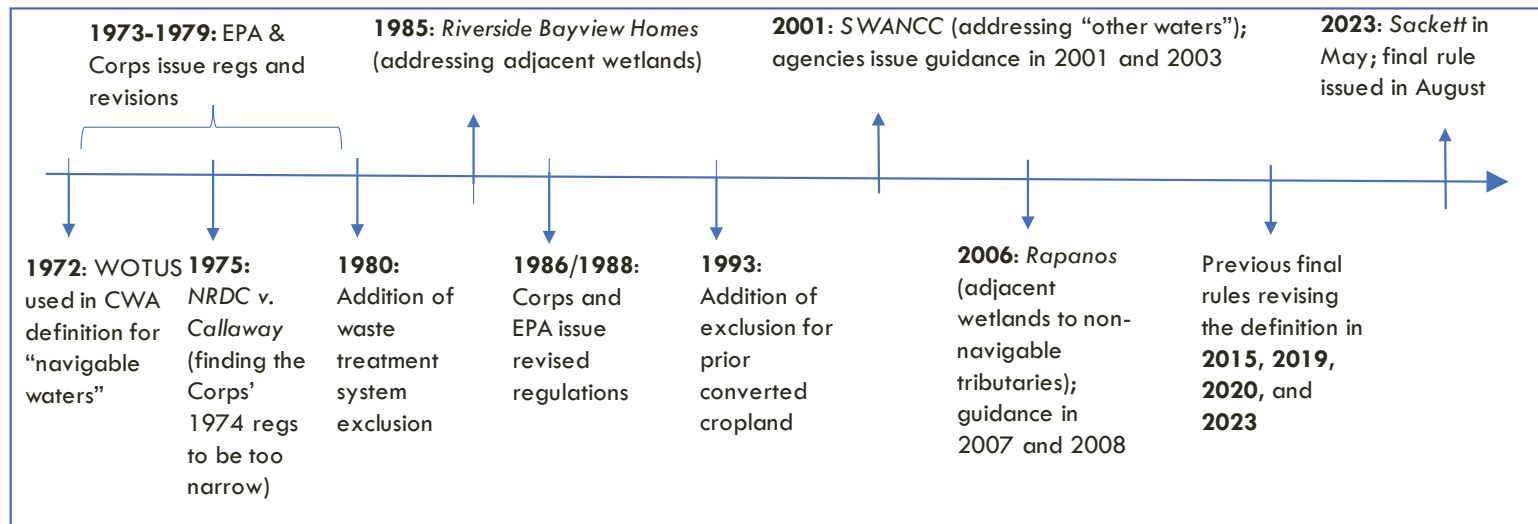 1973-1979: EPA &
Corps issue regs and
revisions
1985: Riverside Bayview Homes
(addressing adjacent wetlands)
2001: SWANCC (addressing “other waters”);
agencies issue guidance in 2001 and 2003
2023: Sackett in
May; final rule
issued in August
1972: WOTUS
used in CWA
definition for
“navigable
waters”
1975:
NRDC v.
Callaway
(finding the
Corps’
1974 regs
to be too
narrow)
1980:
Addition of
waste
treatment
system
exclusion
1986/1988:
Corps and
EPA issue
revised
regulations
1993:
Addition of
exclusion for
prior
converted
cropland
2006: Rapanos
(adjacent
wetlands to non-
navigable
tributaries);
guidance in
2007 and 2008
Previous final
rules revising
the definition in
2015, 2019,
2020, and
2023